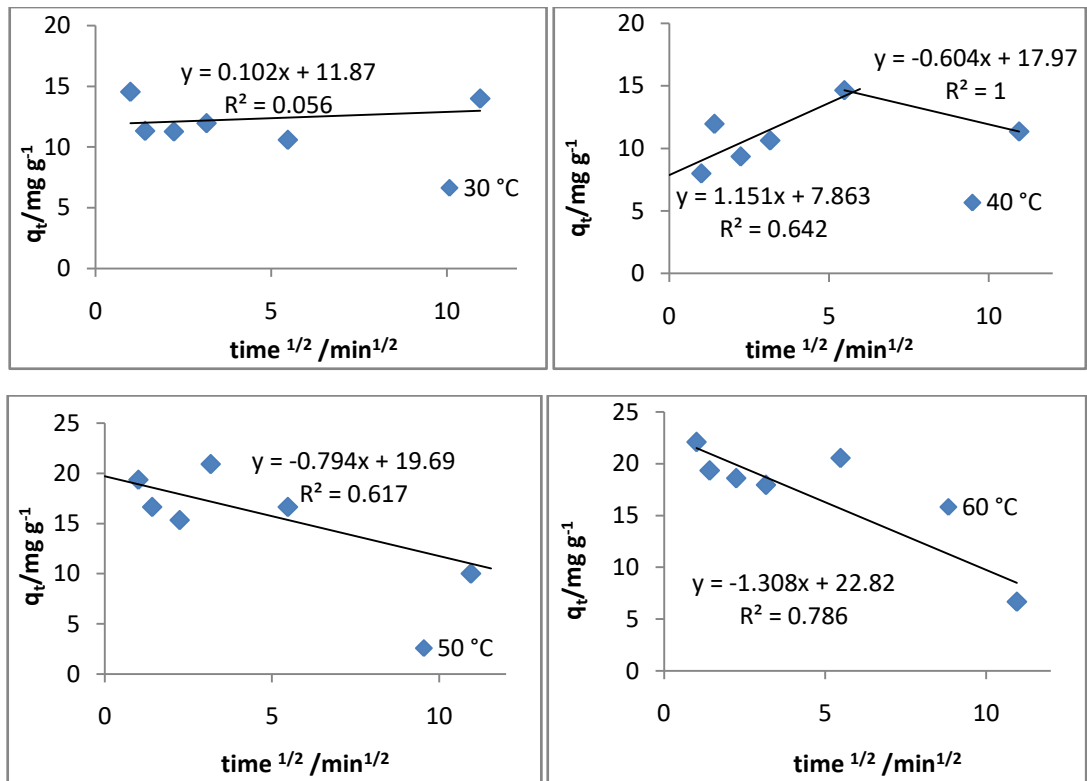 20
15
10
5
0
0
5
10
qt/mg g-1
time 1/2 /min1/2
y = 0.102x + 11.87
R² = 0.056
30 °C
20
15
10
5
0
0
5
10
qt/mg g-1
time 1/2 /min1/2
y = -0.604x + 17.97
R² = 1
y = 1.151x + 7.863
R² = 0.642
40 °C
25
20
15
10
5
0
0
5
10
qt/mg g-1
time 1/2 /min1/2
y = -0.794x + 19.69
R² = 0.617
50 °C
25
20
15
10
5
0
0
5
10
qt/mg g-1
time 1/2 /min1/2
60 °C
y = -1.308x + 22.82
R² = 0.786